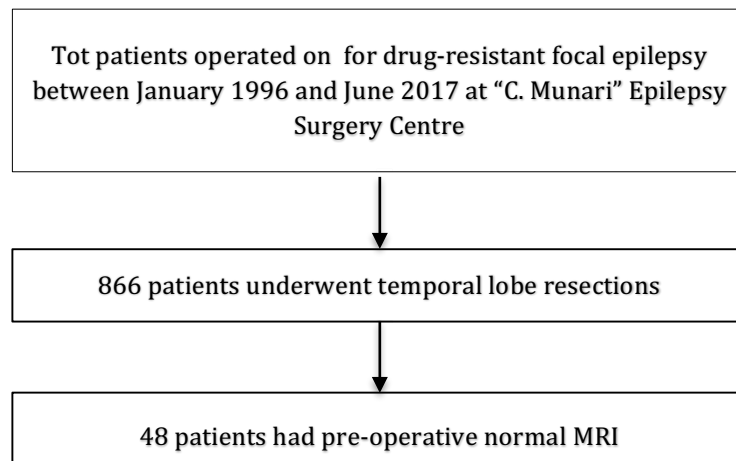 Tot patients operated on for drug-resistant focal epilepsy
between January 1996 and June 2017 at “C. Munari” Epilepsy
Surgery Centre
866 patients underwent temporal lobe resections
48 patients had pre-operative normal MRI